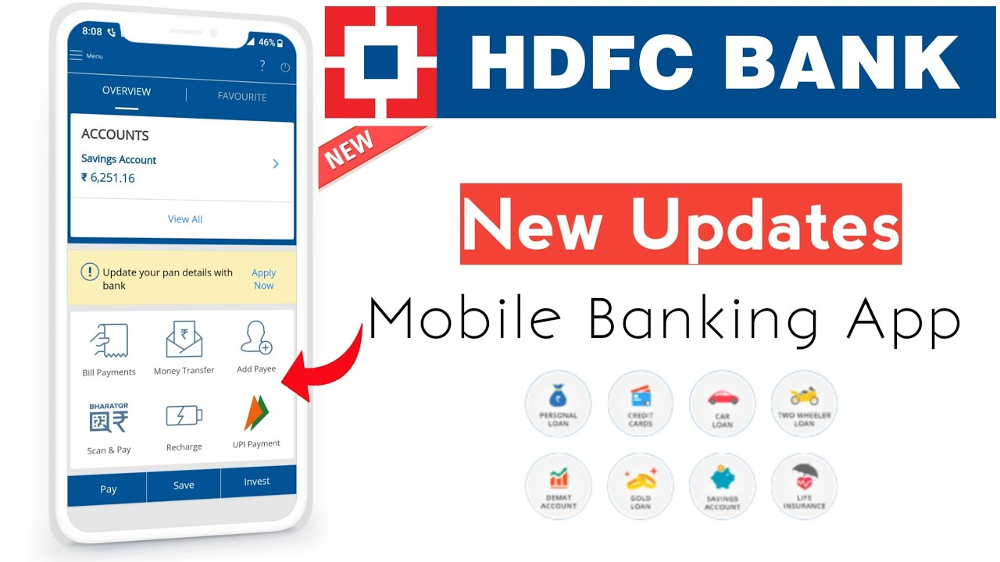 8:08
46%
Menu
?
OVERVIEW
FAVOURITE
ACCOUNTS
Savings Account
₹ 6,251.16
View All
!
Update your pan details with
bank
Apply
Now
₹
Bill Payments
Money Transfer
Add Payee
BHARATQR
₹
Scan & Pay
Recharge
UPI Payment
Pay
Save
Invest
HDFC BANK
NEW
New Updates
Mobile Banking App
₹
PERSONAL
LOAN
CREDIT
CARDS
CAR
LOAN
TWO WHEELER
LOAN
DEMAT
ACCOUNT
GOLD
LOAN
SAVINGS
ACCOUNT
LIFE
INSURANCE